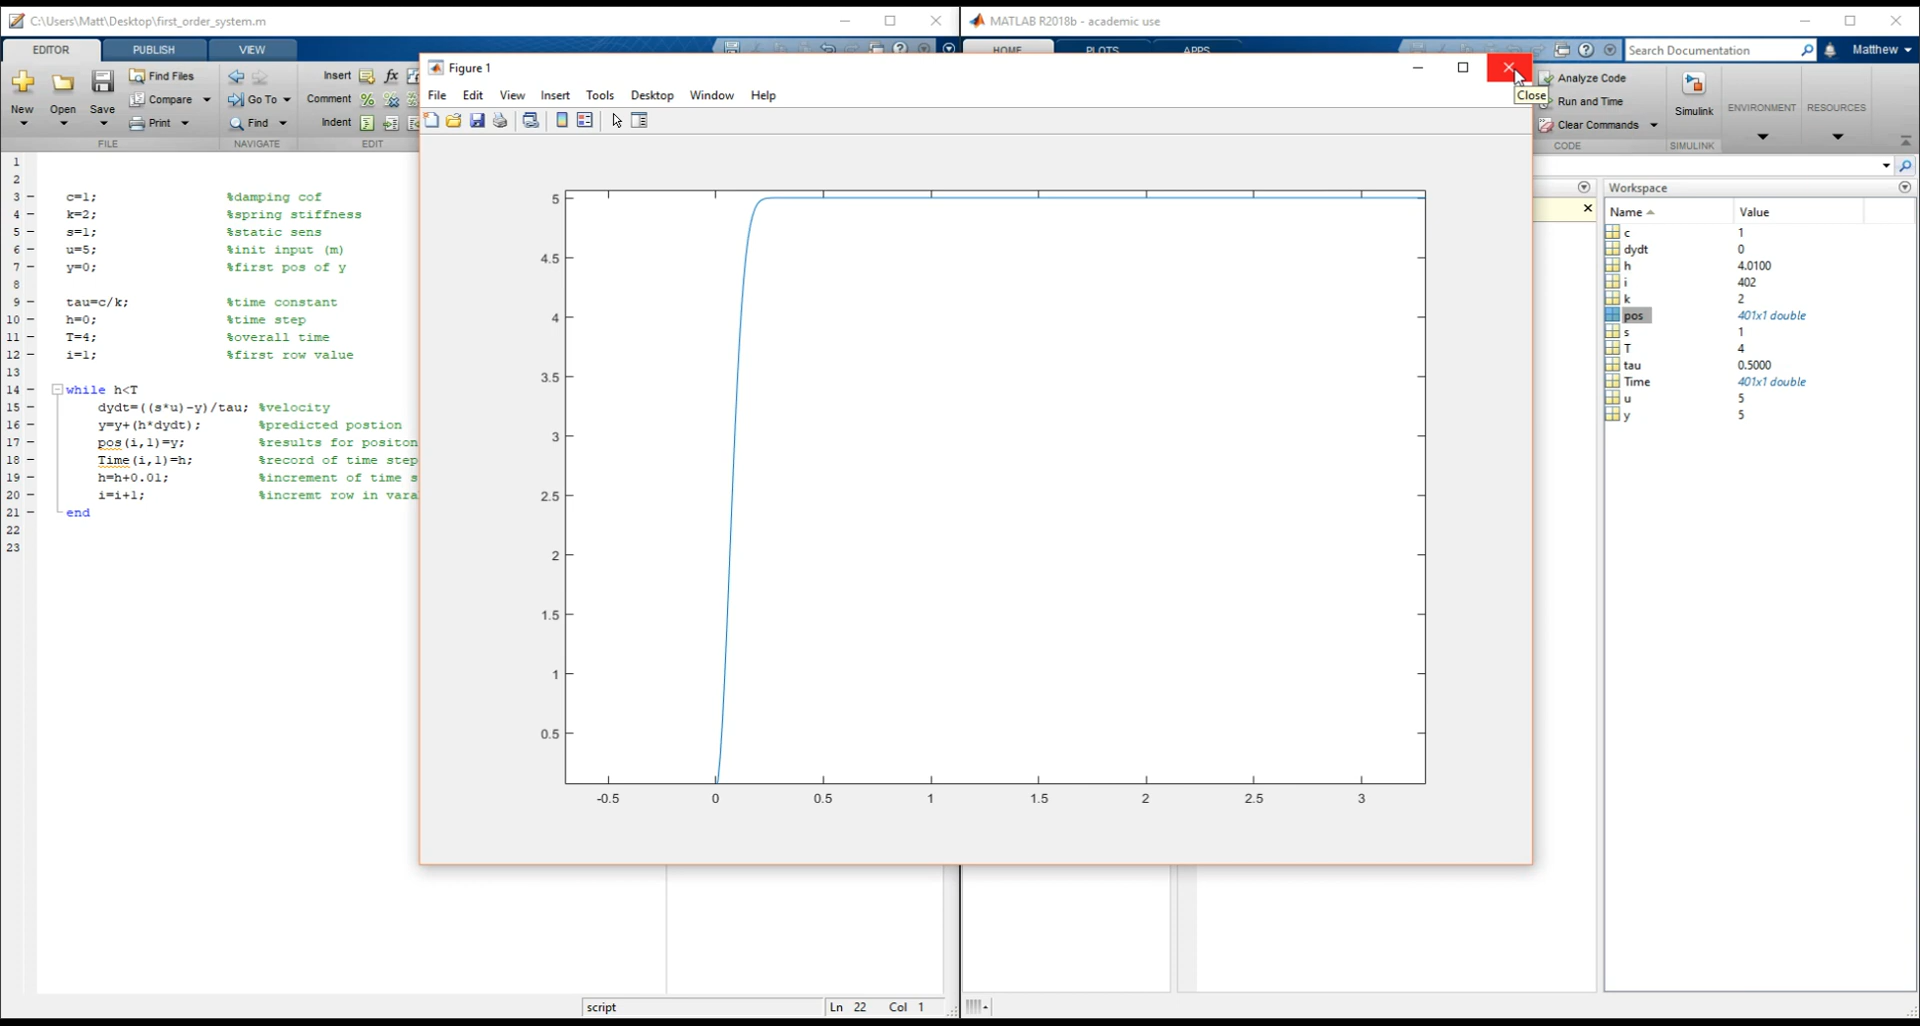 C:\Users\Matt\Desktop\first_order_system.m
MATLAB R2018b - academic use
EDITOR PUBLISH VIEW
HOME PLOTS APPS
Search Documentation
Matthew
New
Open
Save
Find Files
Compare
Print
FILE
Go To
Find
NAVIGATE
Insert fx
Comment
Indent
EDIT
Figure 1
File Edit View Insert Tools Desktop Window Help
Close
Analyze Code
Run and Time
Clear Commands
CODE
Simulink
SIMULINK
ENVIRONMENT
RESOURCES
1
2
3 - c=1; %damping cof
4 - k=2; %spring stiffness
5 - s=1; %static sens
6 - u=5; %init input (m)
7 - y=0; %first pos of y
8
9 - tau=c/k; %time constant
10 - h=0; %time step
11 - T=4; %overall time
12 - i=1; %first row value
13
14 - while h<T
15 - dydt=((s*u)-y)/tau; %velocity
16 - y=y+(h*dydt); %predicted postion
17 - pos(i,1)=y; %results for positon
18 - Time(i,1)=h; %record of time step
19 - h=h+0.01; %increment of time s
20 - i=i+1; %incremt row in vara
21 - end
22
23
5
4.5
4
3.5
3
2.5
2
1.5
1
0.5
-0.5 0 0.5 1 1.5 2 2.5 3
Workspace
Name Value
c 1
dydt 0
h 4.0100
i 402
k 2
pos 401x1 double
s 1
T 4
tau 0.5000
Time 401x1 double
u 5
y 5
script Ln 22 Col 1